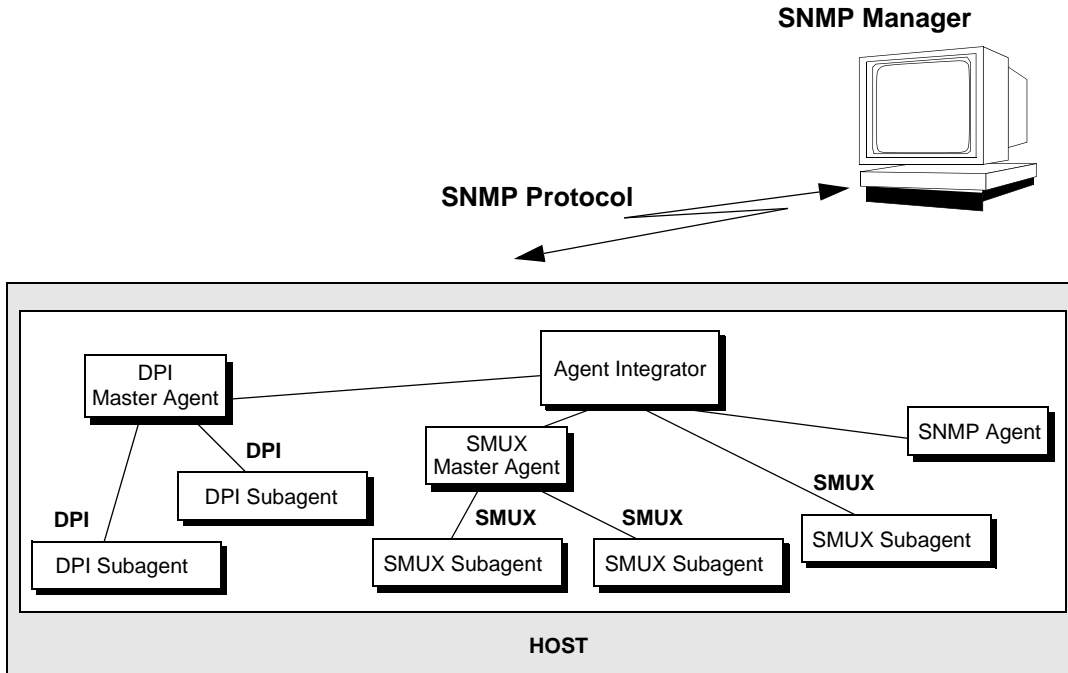 SNMP Manager
SNMP Protocol
DPI
Master Agent
Agent Integrator
SNMP Agent
SMUX
Master Agent
DPI
DPI Subagent
SMUX
DPI
SMUX
SMUX
SMUX Subagent
DPI Subagent
SMUX Subagent
SMUX Subagent
HOST